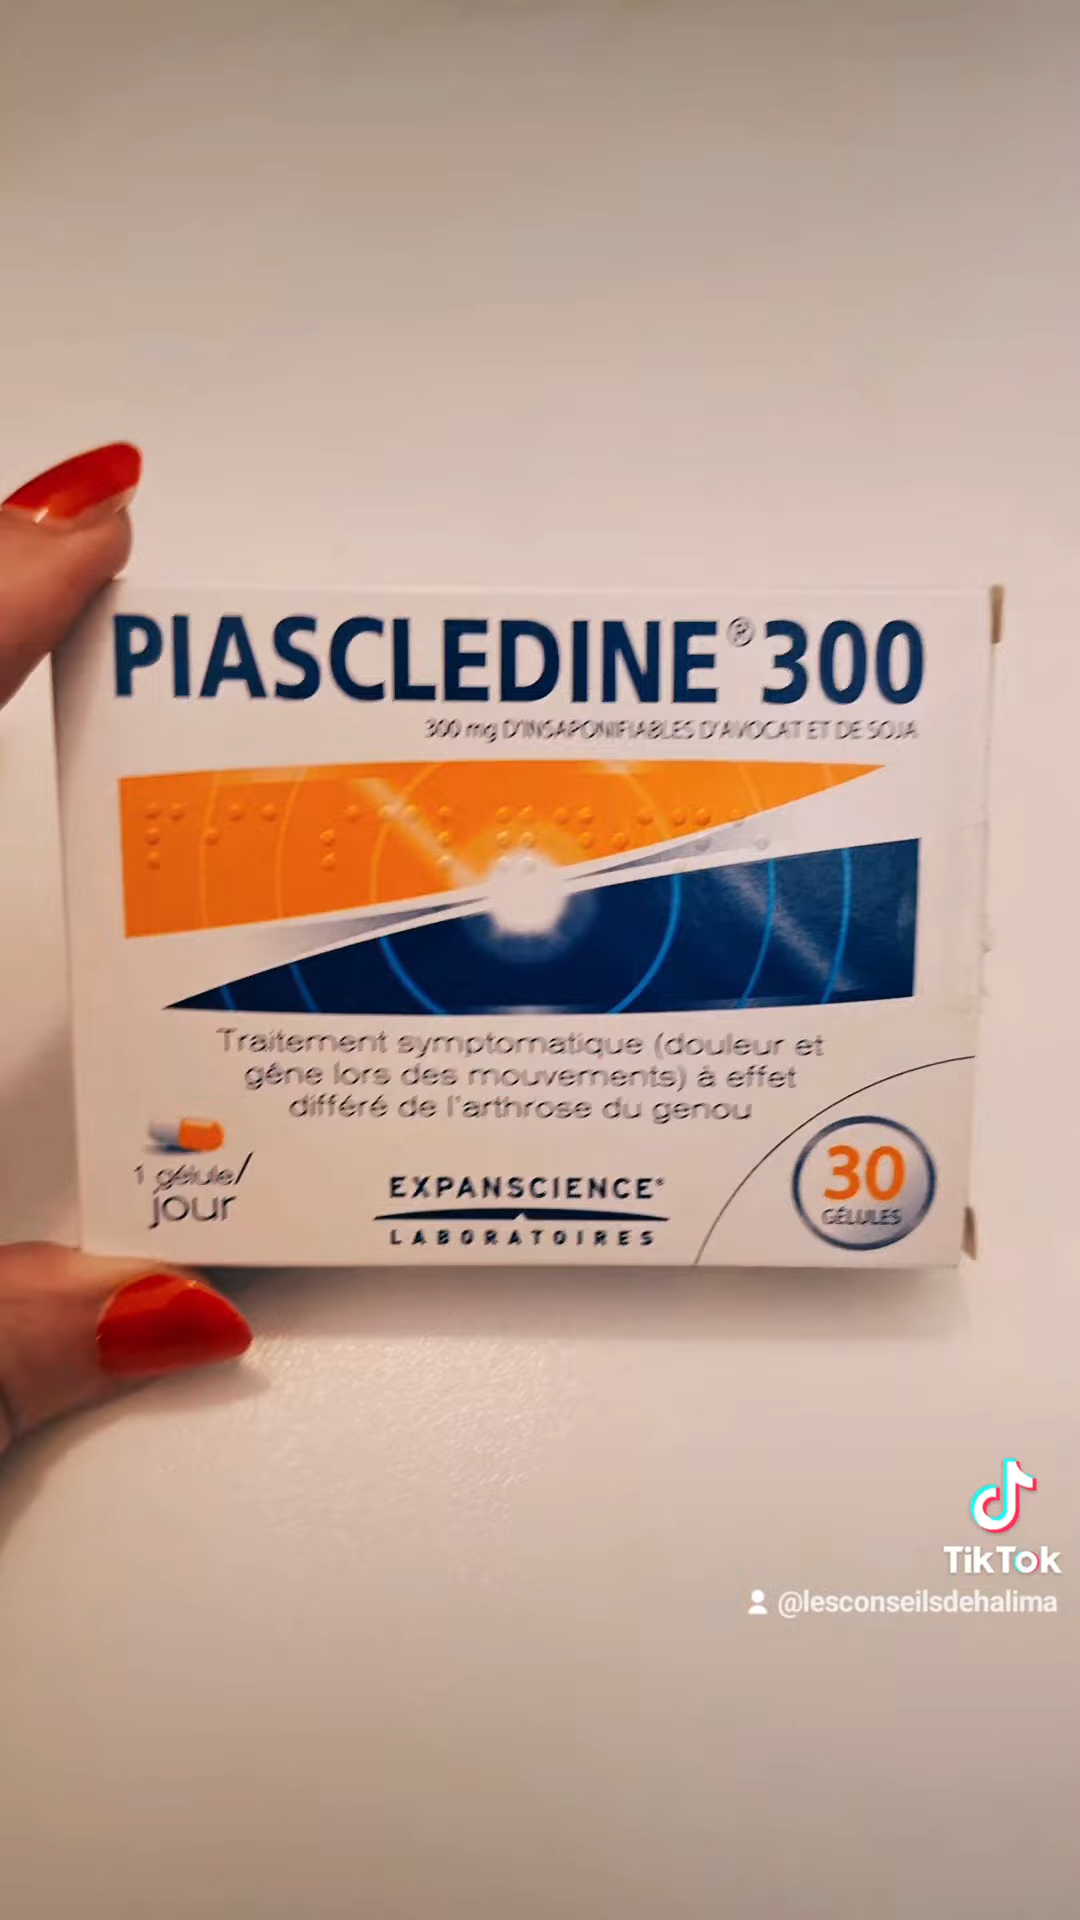 PIASCLEDINE® 300
300 mg D'INSAPONIFIABLES D'AVOCAT ET DE SOJA
Traitement symptomatique (douleur et
gêne lors des mouvements) à effet
différé de l'arthrose du genou
1 gélule/
jour
EXPANSCIENCE®
LABORATOIRES
30
GÉLULES
TikTok
@lesconseilsdehalima